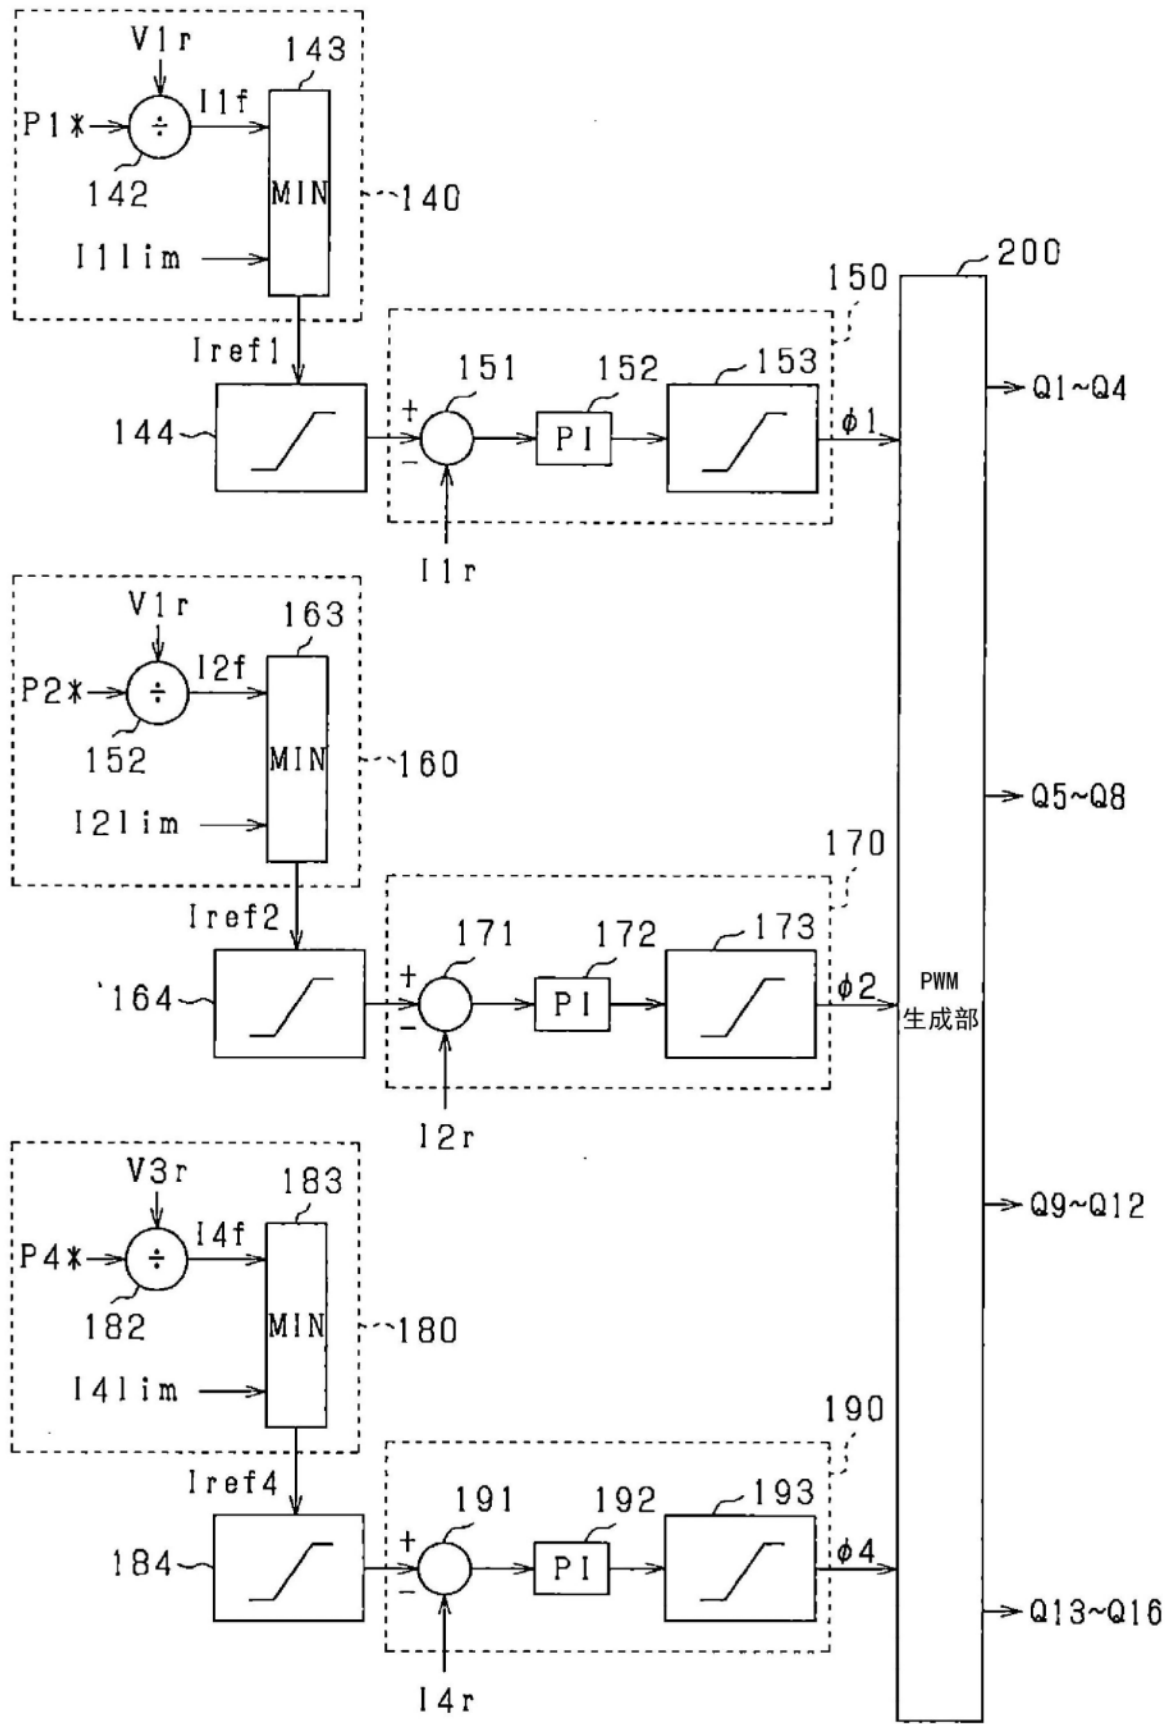 V1r
143
P1*
÷
I1f
142
MIN
140
I1lim
200
150
Iref1
144
+
−
151
152
PI
153
ϕ1
Q1~Q4
I1r
V1r
163
P2*
÷
I2f
152
MIN
160
I2lim
Q5~Q8
170
Iref2
164
+
−
171
172
PI
173
ϕ2
PWM
生成部
I2r
V3r
183
P4*
÷
I4f
182
MIN
180
I4lim
Q9~Q12
190
Iref4
184
+
−
191
192
PI
193
ϕ4
Q13~Q16
I4r